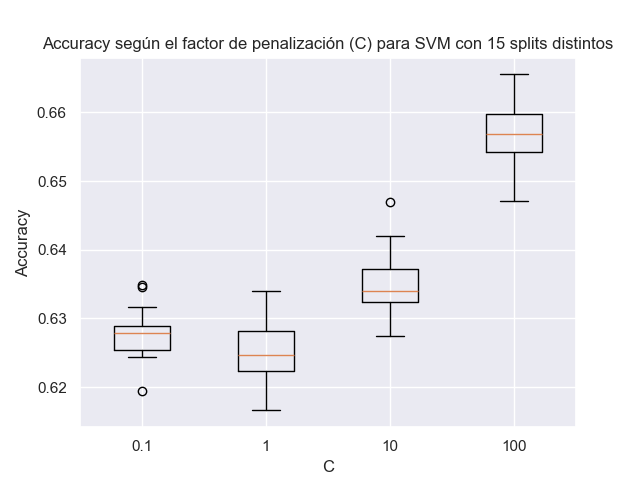 Accuracy según el factor de penalización (C) para SVM con 15 splits distintos
0.66
0.65
0.64
0.63
0.62
Accuracy
0.1 1 10 100
C